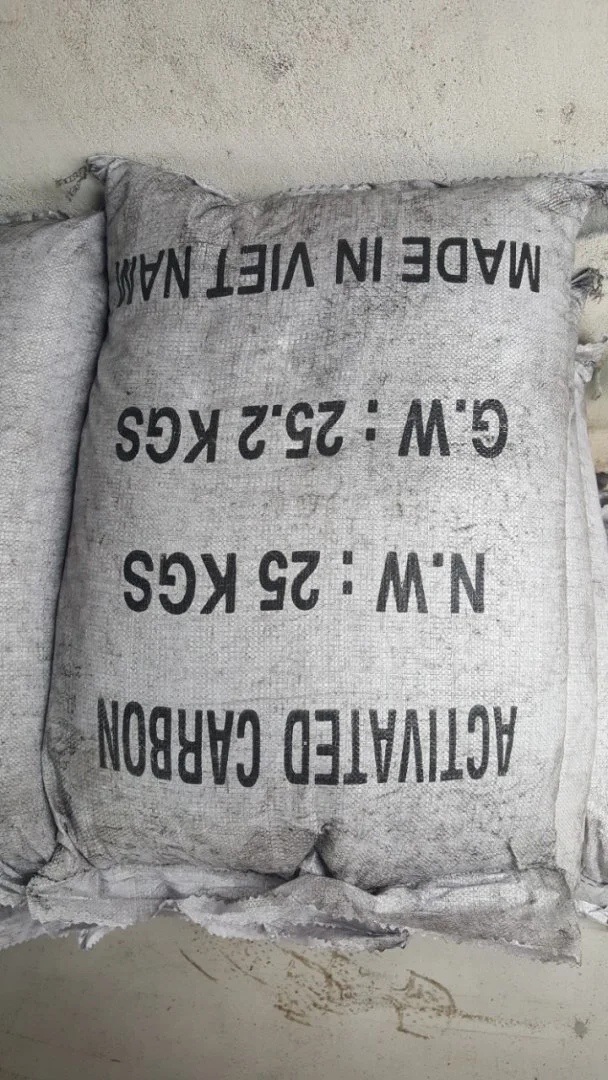 ACTIVATED CARBON
N.W : 25 KGS
G.W : 25.2 KGS
MADE IN VIET NAM